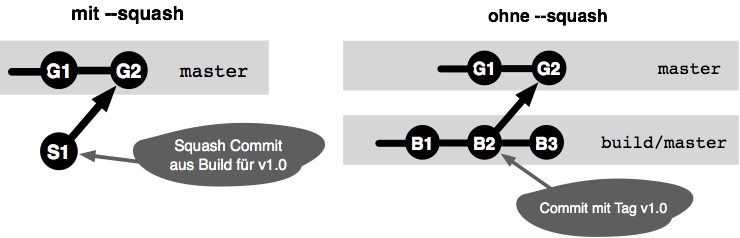 mit --squash
G1 G2 master
S1
Squash Commit
aus Build für v1.0
ohne --squash
G1 G2 master
B1 B2 B3 build/master
Commit mit Tag v1.0